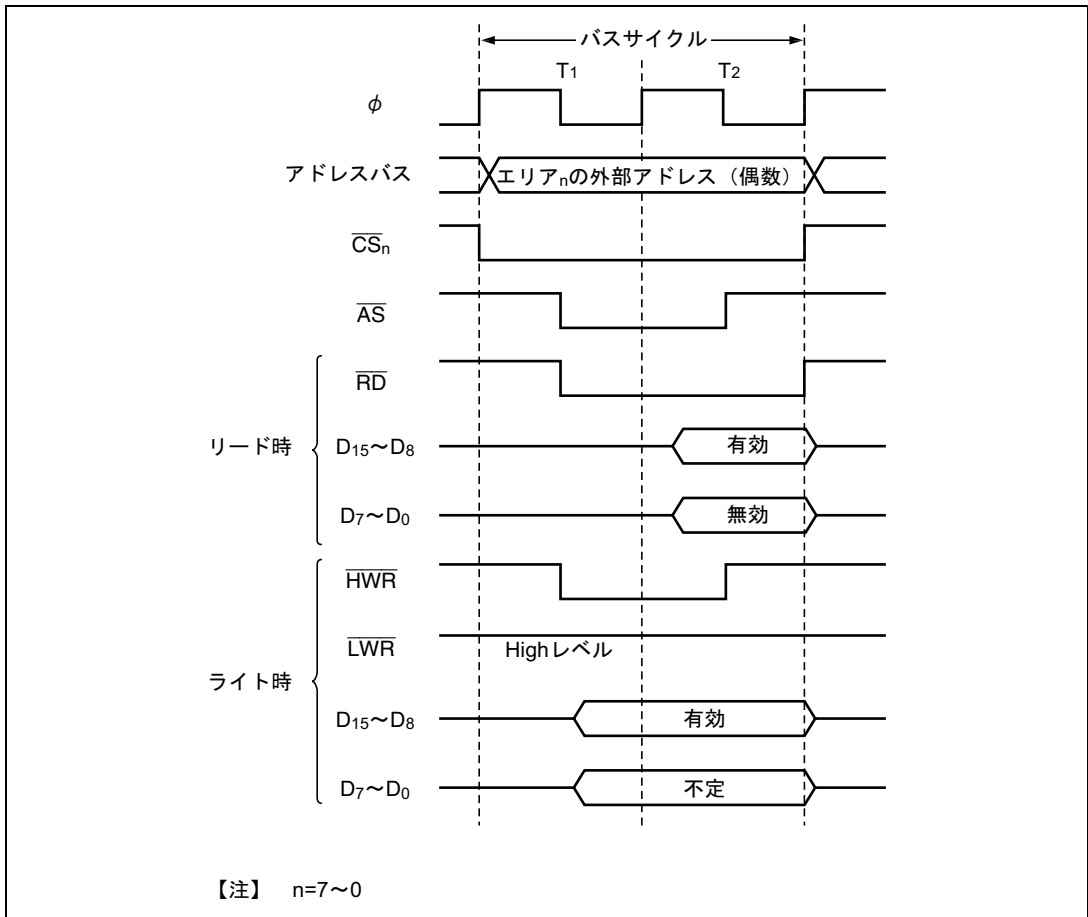 バスサイクル
T1 T2
φ
アドレスバス エリアnの外部アドレス（偶数）
CSn
AS
RD
リード時 D15～D8 有効
D7～D0 無効
HWR
LWR Highレベル
ライト時
D15～D8 有効
D7～D0 不定
【注】 n=7～0